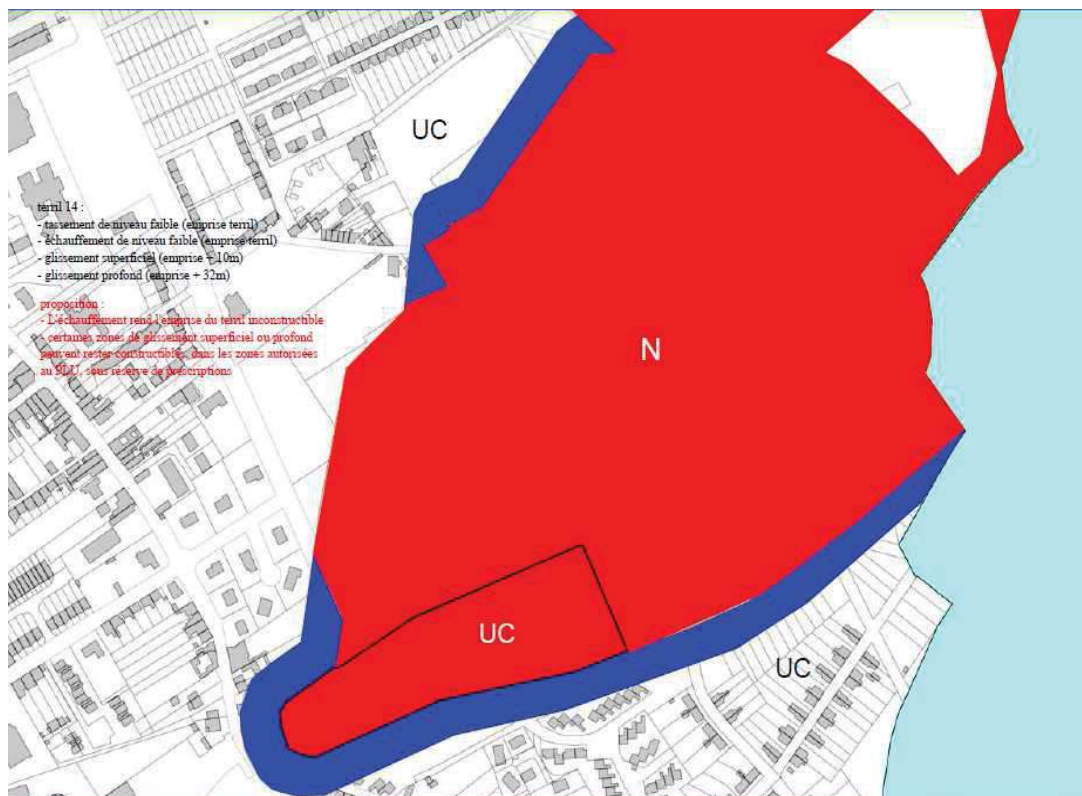 UC
terril 14 :
- tassement de niveau faible (emprise terril)
- échauffement de niveau faible (emprise terril)
- glissement superficiel (emprise + 10m)
- glissement profond (emprise + 32m)
proposition :
- L'échauffement rend l'emprise du terril inconstructible
- certaines zones de glissement superficiel ou profond
peuvent rester constructibles, dans les zones autorisées
au PLU, sous réserve de prescriptions
N
UC
UC